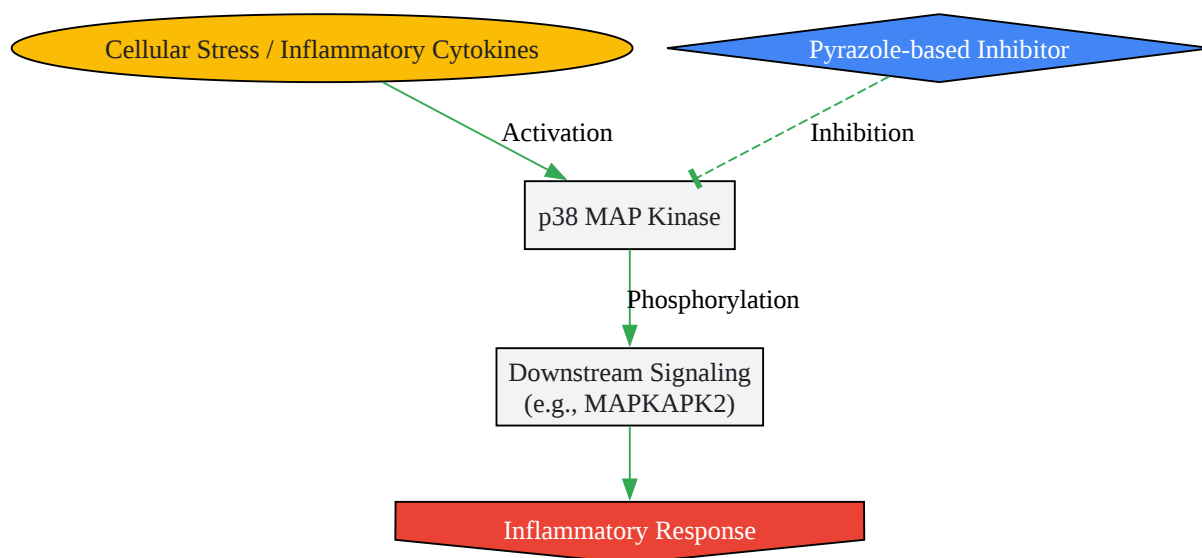 Cellular Stress / Inflammatory Cytokines
Pyrazole-based Inhibitor
Activation
Inhibition
p38 MAP Kinase
Phosphorylation
Downstream Signaling
(e.g., MAPKAPK2)
Inflammatory Response